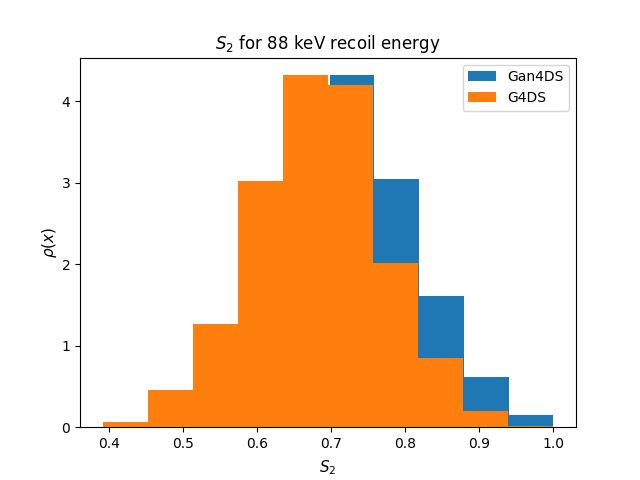 S₂ for 88 keV recoil energy
Gan4DS
G4DS
ρ(x)
4
3
2
1
0
0.4 0.5 0.6 0.7 0.8 0.9 1.0
S₂